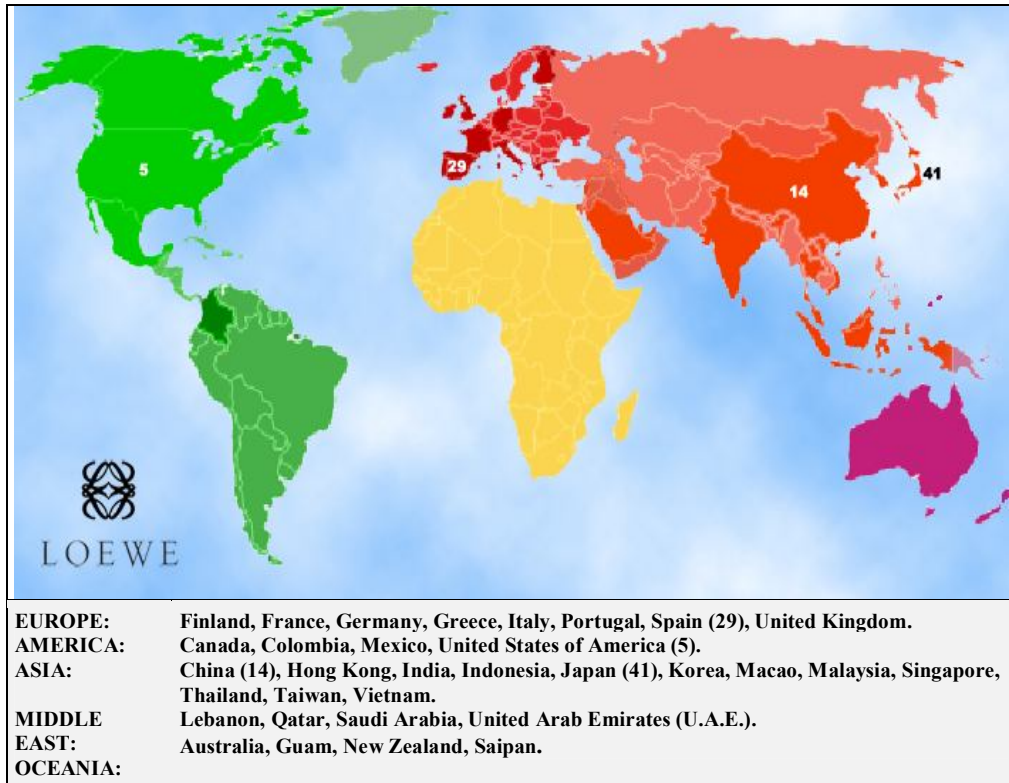 5
29
14
41
LOEWE
EUROPE: Finland, France, Germany, Greece, Italy, Portugal, Spain (29), United Kingdom.
AMERICA: Canada, Colombia, Mexico, United States of America (5).
ASIA: China (14), Hong Kong, India, Indonesia, Japan (41), Korea, Macao, Malaysia, Singapore,
Thailand, Taiwan, Vietnam.
MIDDLE Lebanon, Qatar, Saudi Arabia, United Arab Emirates (U.A.E.).
EAST: Australia, Guam, New Zealand, Saipan.
OCEANIA: